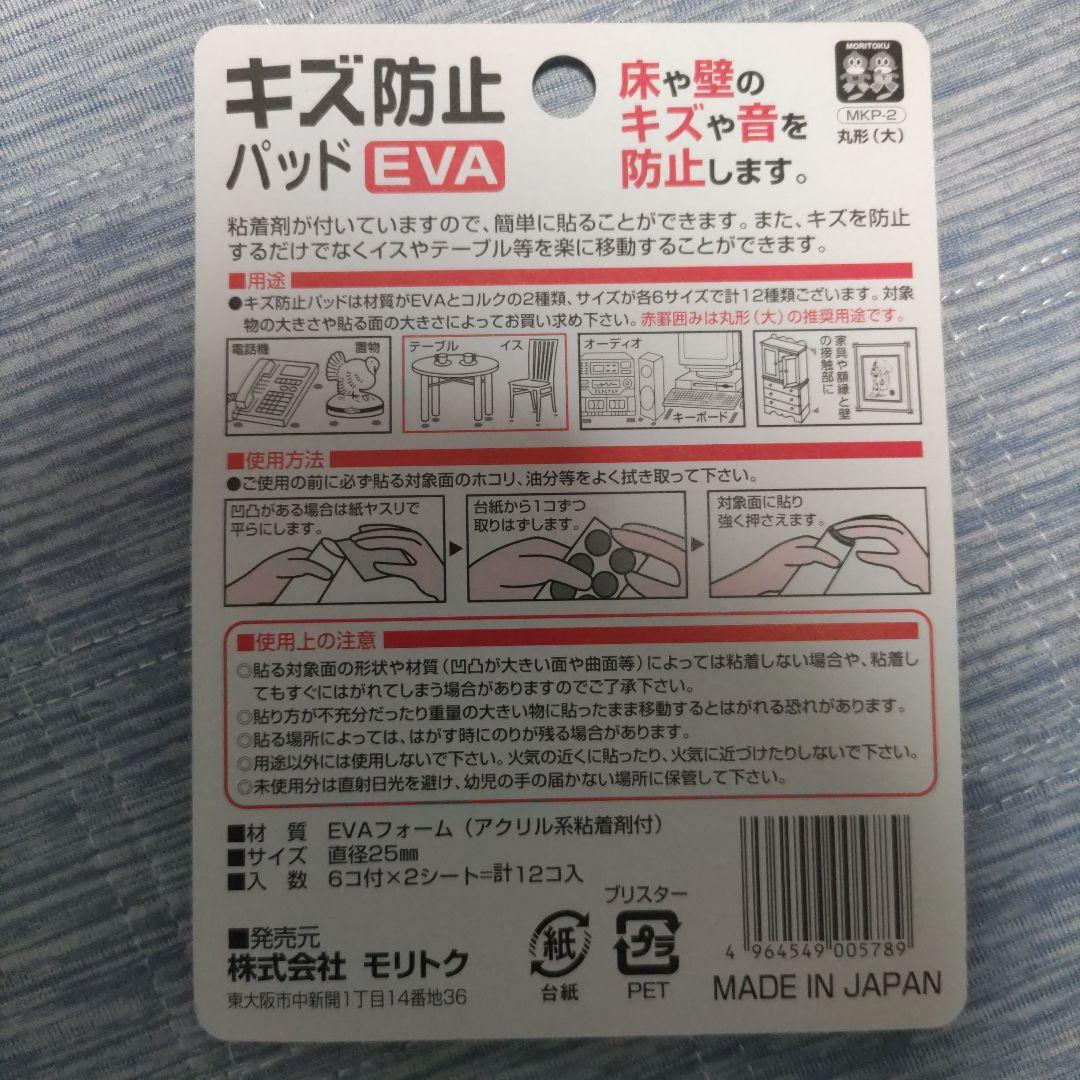 キズ防止
パッド EVA
床や壁の
キズや音を
防止します。
MORITOKU
MKP-2
丸形(大)
粘着剤が付いていますので、簡単に貼ることができます。また、キズを防止
するだけでなくイスやテーブル等を楽に移動することができます。
■用途
●キズ防止パッドは材質がEVAとコルクの2種類、サイズが各6サイズで計12種類ございます。対象
物の大きさや貼る面の大きさによってお買い求め下さい。赤罫囲みは丸形(大)の推奨用途です。
電話機
置物
テーブル
イス
オーディオ
キーボード
家具や額縁と壁
の接触部に
■使用方法
●ご使用の前に必ず貼る対象面のホコリ、油分等をよく拭き取って下さい。
凹凸がある場合は紙ヤスリで
平らにします。
台紙から1コずつ
取りはずします。
対象面に貼り
強く押さえます。
■使用上の注意
◎貼る対象面の形状や材質(凹凸が大きい面や曲面等)によっては粘着しない場合や、粘着し
てもすぐにはがれてしまう場合がありますのでご了承下さい。
◎貼り方が不充分だったり重量の大きい物に貼ったまま移動するとはがれる恐れがあります。
◎貼る場所によっては、はがす時にのりが残る場合があります。
◎用途以外には使用しないで下さい。火気の近くに貼ったり、火気に近づけたりしないで下さい。
◎未使用分は直射日光を避け、幼児の手の届かない場所に保管して下さい。
■材 質 EVAフォーム(アクリル系粘着剤付)
■サイズ 直径25㎜
■入 数 6コ付×2シート=計12コ入
■発売元
株式会社 モリトク
東大阪市中新開1丁目14番地36
紙
台紙
ブリスター
プラ
PET
4 964549 005789
MADE IN JAPAN